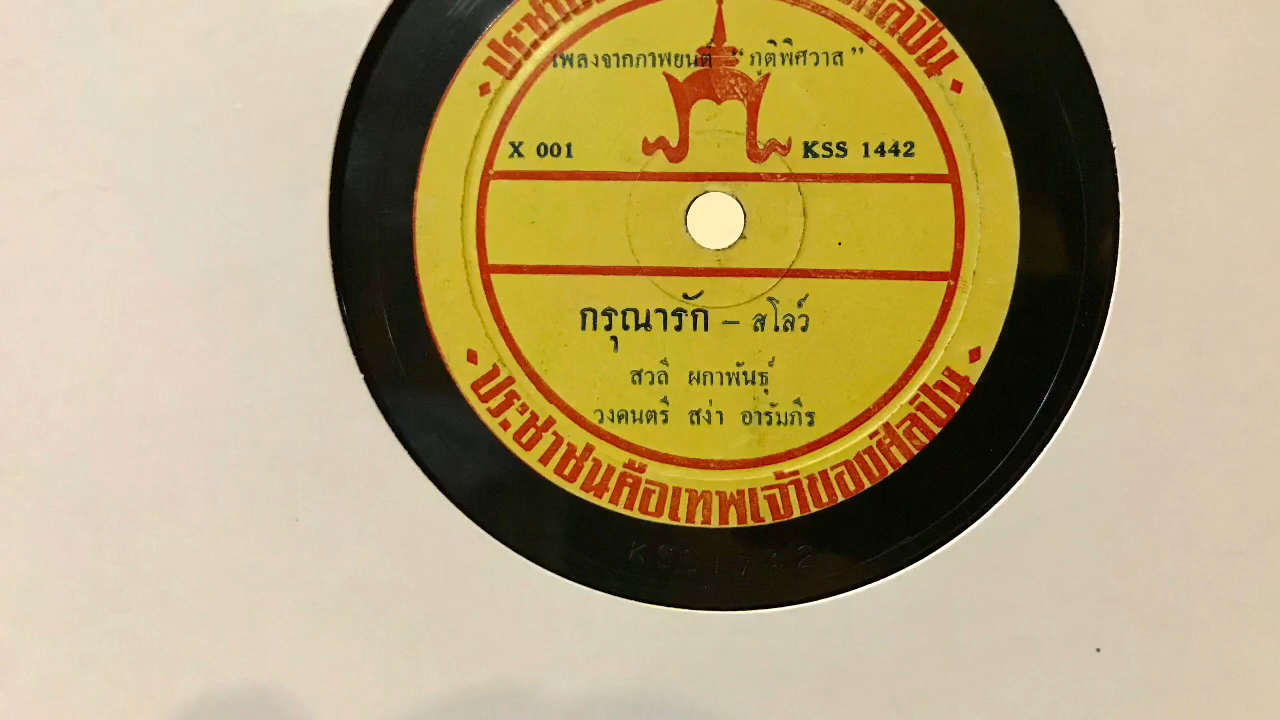 เพลงจากภาพยนต์ “ภูติพิศวาส”
X 001
KSS 1442
กรุณารัก – สโลว์
สวลี ผกาพันธุ์
วงดนตรี สง่า อารัมภีร
ประชาชนคือเทพเจ้าของศิลปิน